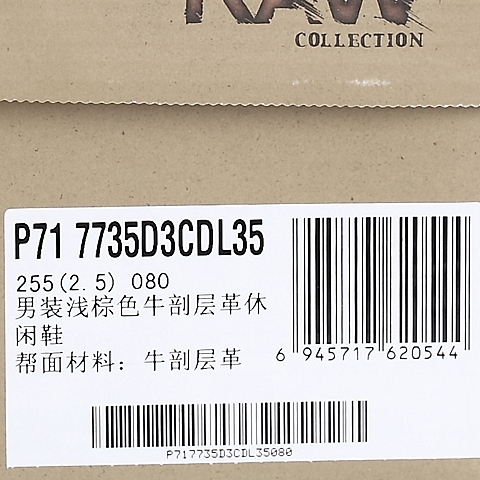 RAW
COLLECTION
P71 7735D3CDL35
255(2.5) 080
男装浅棕色牛剖层革休
闲鞋
帮面材料：牛剖层革
6 945717 620544
P717735D3CDL35080